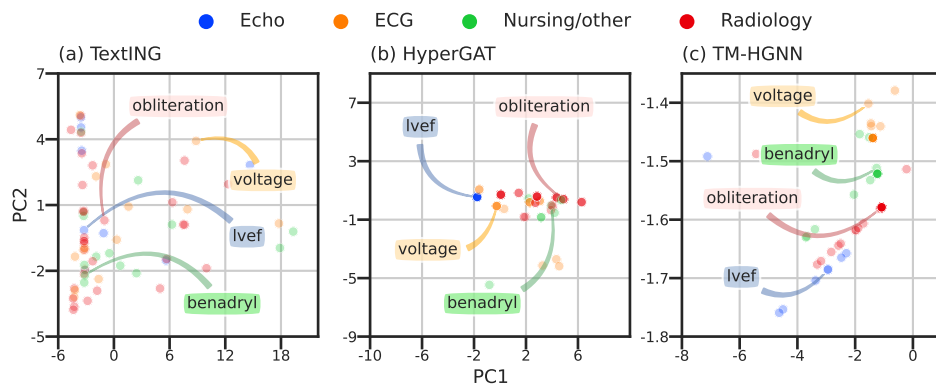 Echo ECG Nursing/other Radiology
(a) TextING (b) HyperGAT (c) TM-HGNN
PC2
7
4
1
-2
-5
obliteration
voltage
lvef
benadryl
-6 0 6 12 18
7
3
-1
-5
-9
obliteration
lvef
voltage
benadryl
-10 -6 -2 2 6
-1.4
-1.5
-1.6
-1.7
-1.8
voltage
benadryl
obliteration
lvef
-8 -6 -4 -2 0
PC1